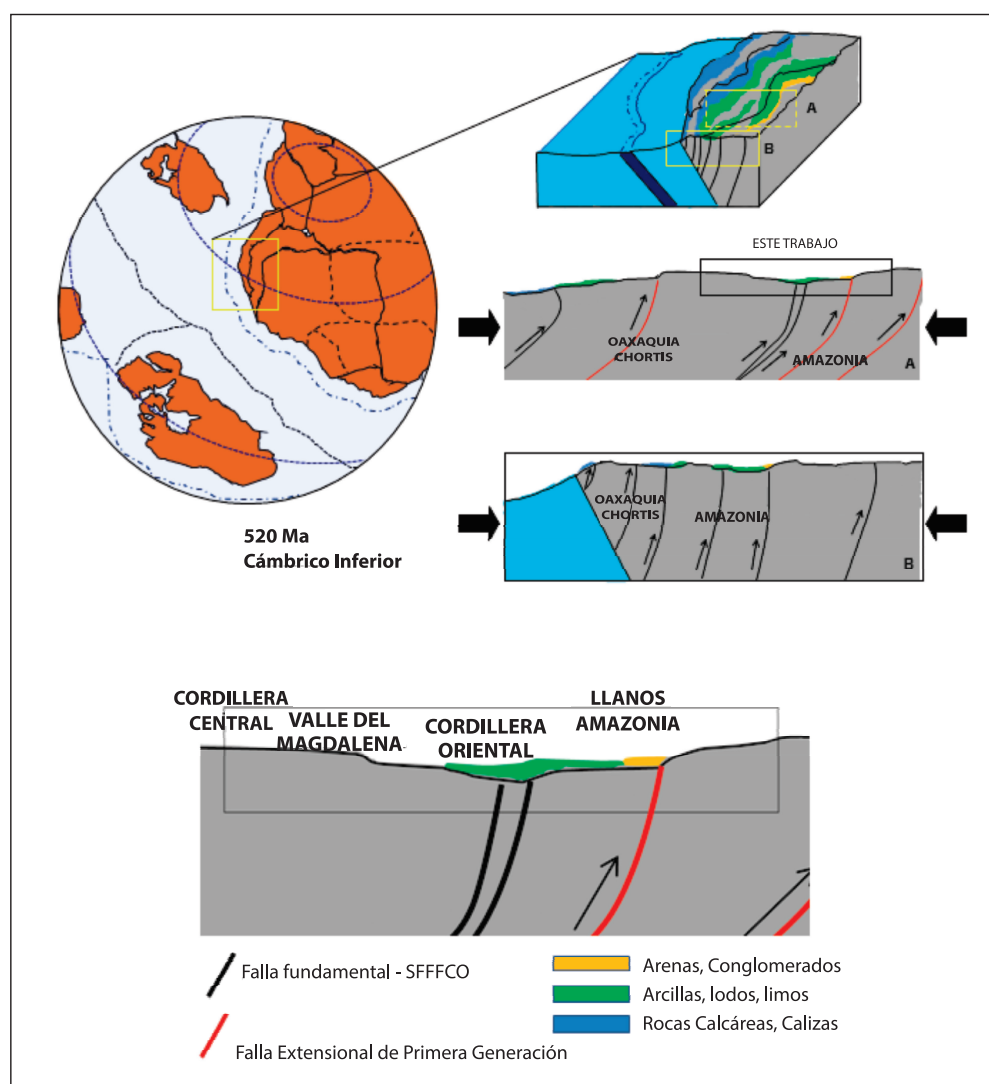 A
B
ESTE TRABAJO
OAXAQUIA
CHORTIS
AMAZONIA
A
OAXAQUIA
CHORTIS
AMAZONIA
B
520 Ma
Cámbrico Inferior
CORDILLERA
CENTRAL
VALLE DEL
MAGDALENA
CORDILLERA
ORIENTAL
LLANOS
AMAZONIA
Falla fundamental - SFFFCO
Falla Extensional de Primera Generación
Arenas, Conglomerados
Arcillas, lodos, limos
Rocas Calcáreas, Calizas